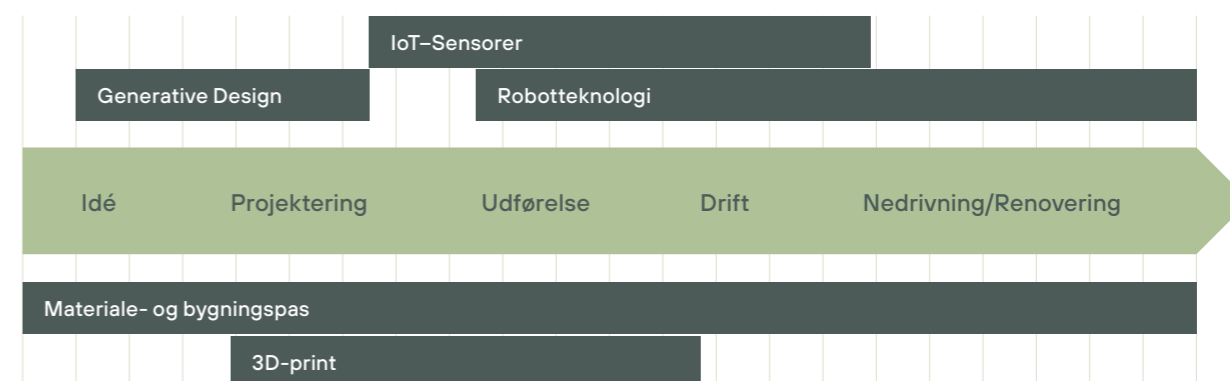 IoT–Sensorer
Generative Design
Robotteknologi
Idé
Projektering
Udførelse
Drift
Nedrivning/Renovering
Materiale- og bygningspas
3D-print